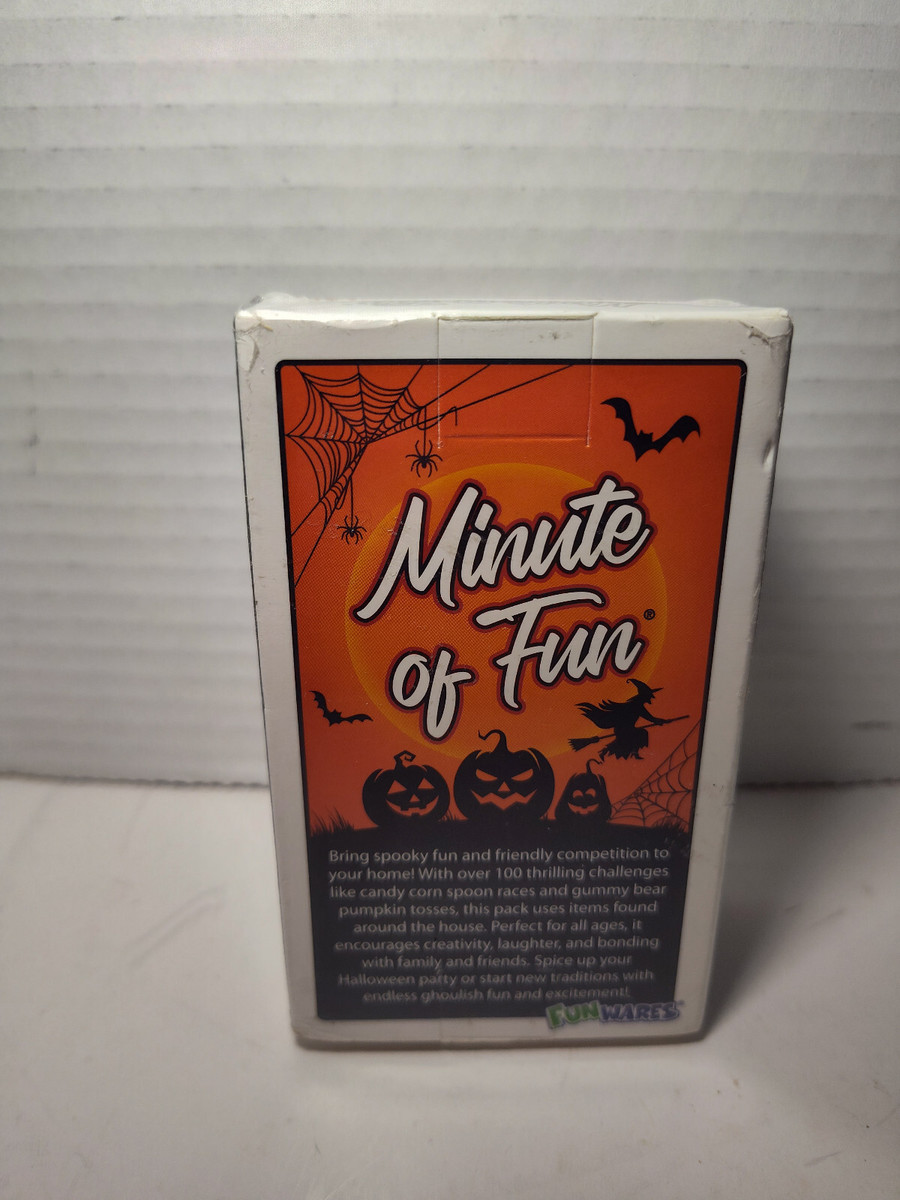 Minute
of Fun®
Bring spooky fun and friendly competition to
your home! With over 100 thrilling challenges
like candy corn spoon races and gummy bear
pumpkin tosses, this pack uses items found
around the house. Perfect for all ages, it
encourages creativity, laughter, and bonding
with family and friends. Spice up your
Halloween party or start new traditions with
endless ghoulish fun and excitement!
FUNWARES™